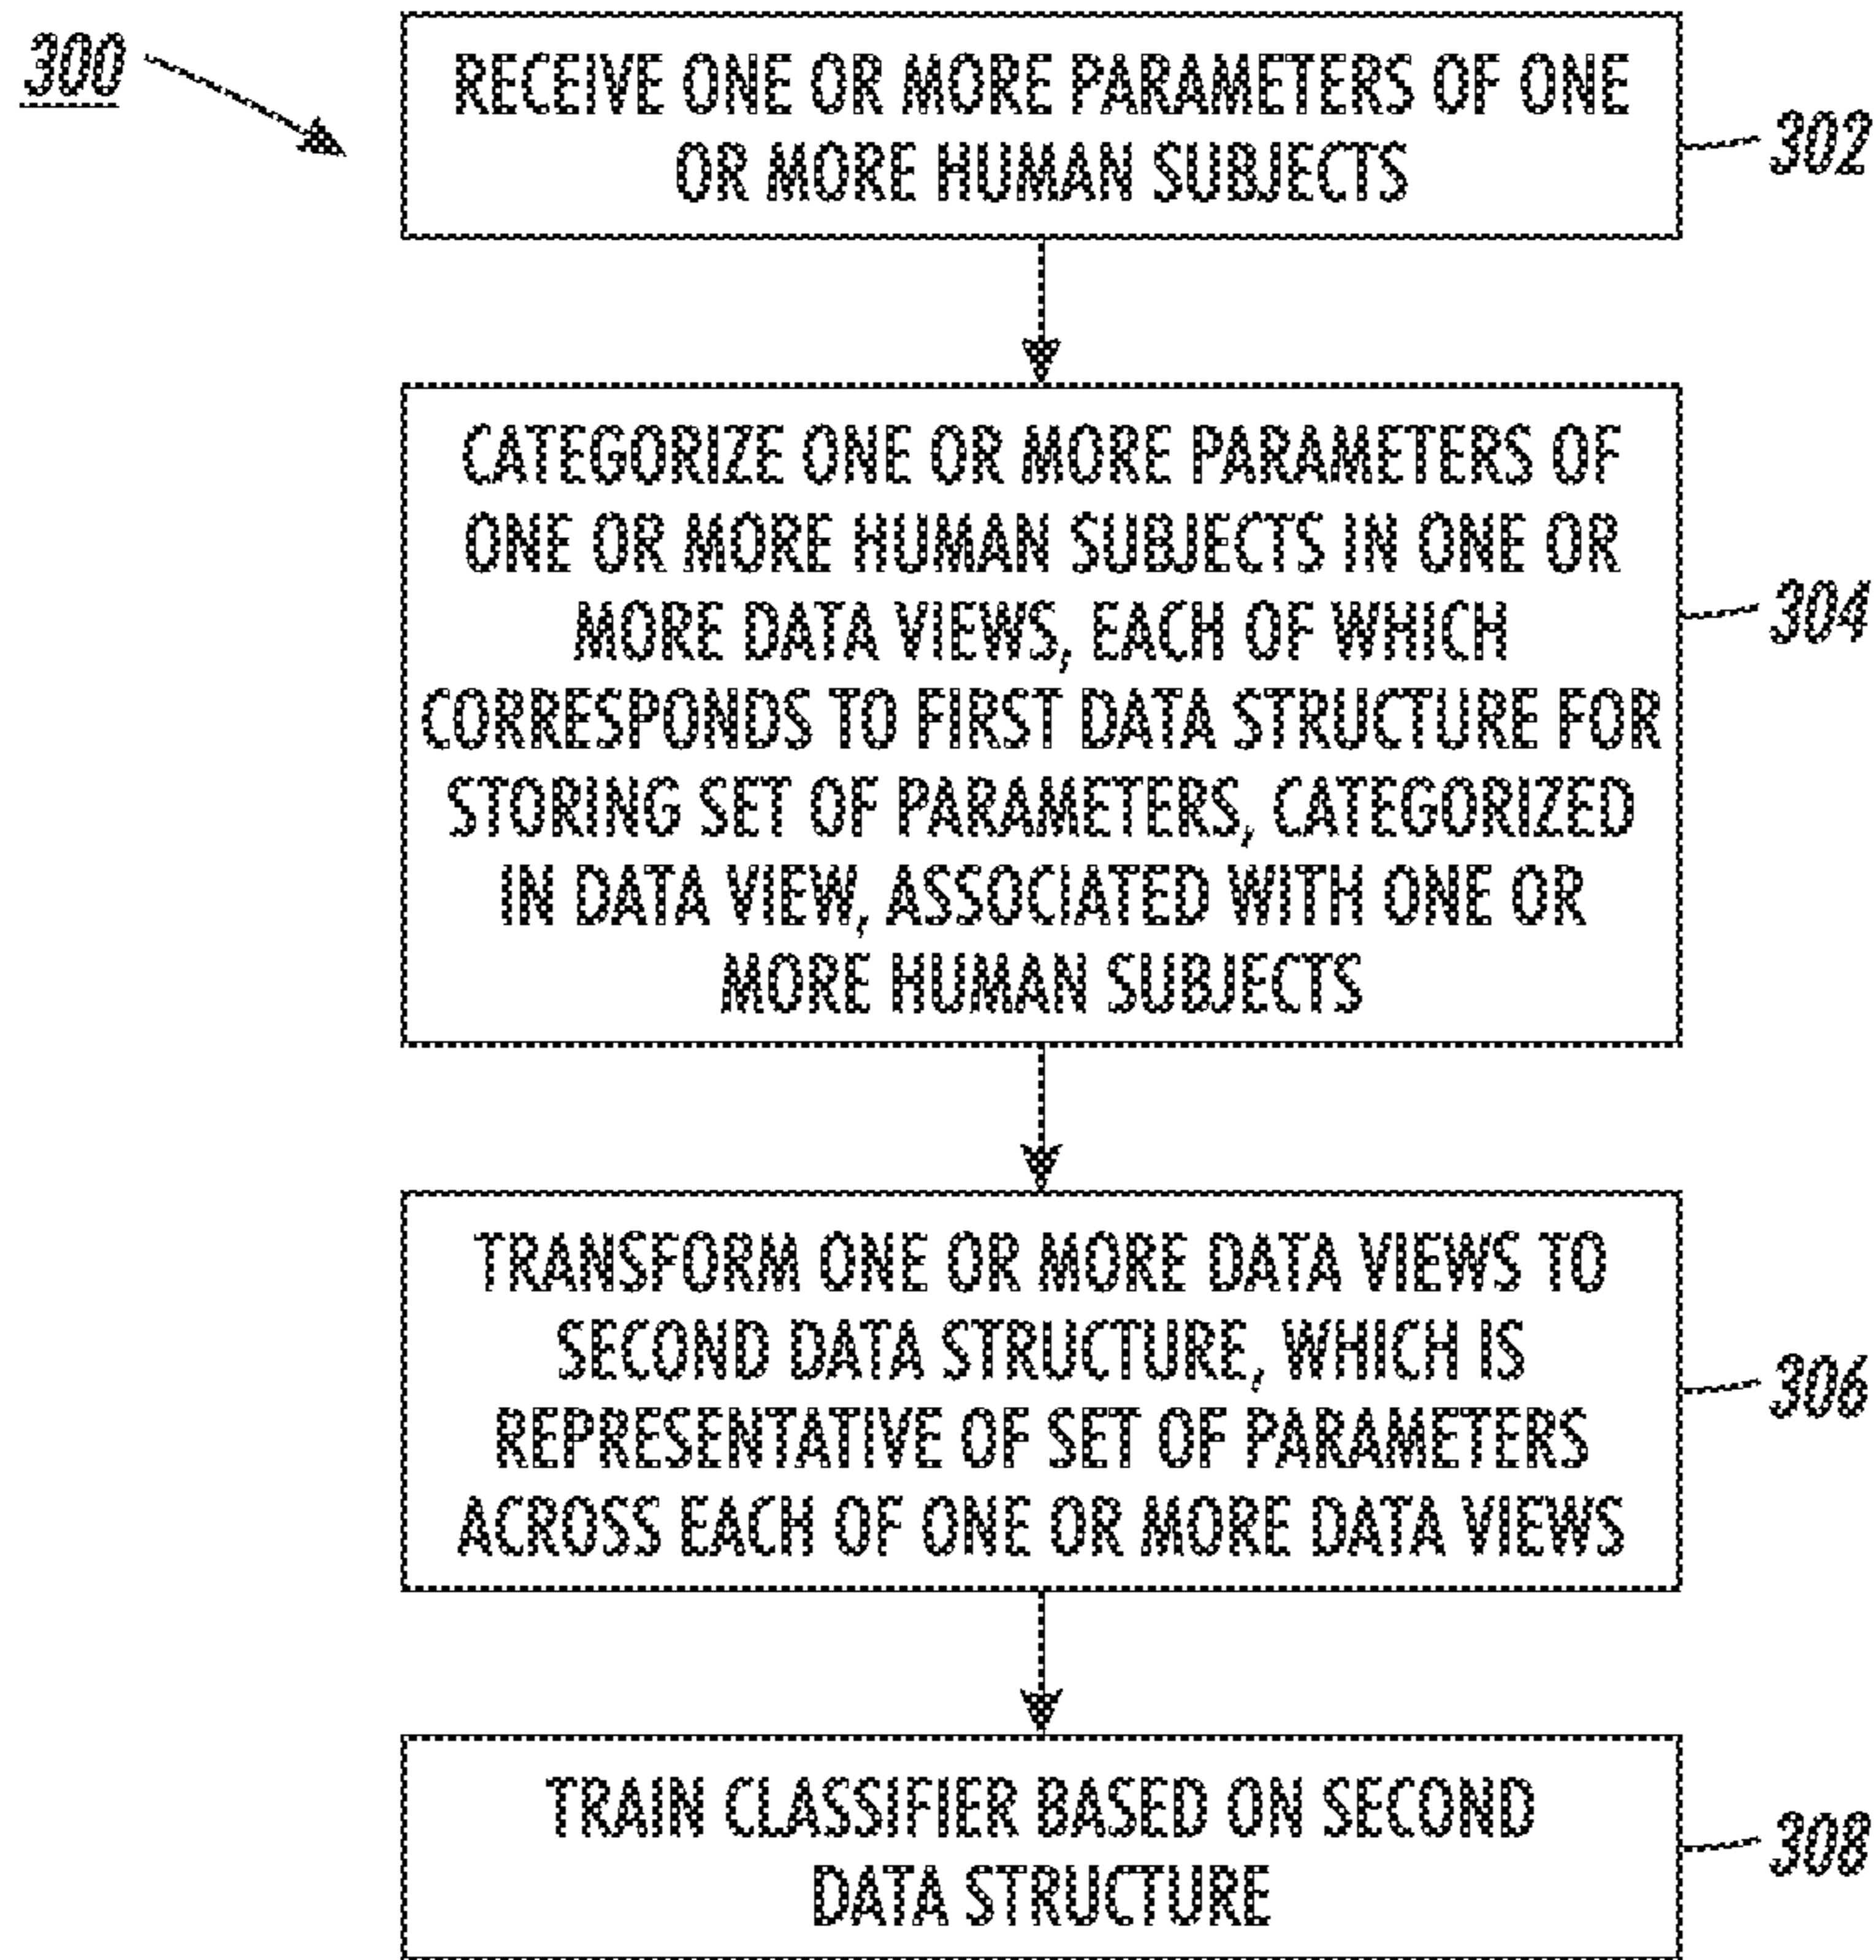 300
RECEIVE ONE OR MORE PARAMETERS OF ONE
OR MORE HUMAN SUBJECTS
302
CATEGORIZE ONE OR MORE PARAMETERS OF
ONE OR MORE HUMAN SUBJECTS IN ONE OR
MORE DATA VIEWS, EACH OF WHICH
CORRESPONDS TO FIRST DATA STRUCTURE FOR
STORING SET OF PARAMETERS, CATEGORIZED
IN DATA VIEW, ASSOCIATED WITH ONE OR
MORE HUMAN SUBJECTS
304
TRANSFORM ONE OR MORE DATA VIEWS TO
SECOND DATA STRUCTURE, WHICH IS
REPRESENTATIVE OF SET OF PARAMETERS
ACROSS EACH OF ONE OR MORE DATA VIEWS
306
TRAIN CLASSIFIER BASED ON SECOND
DATA STRUCTURE
308